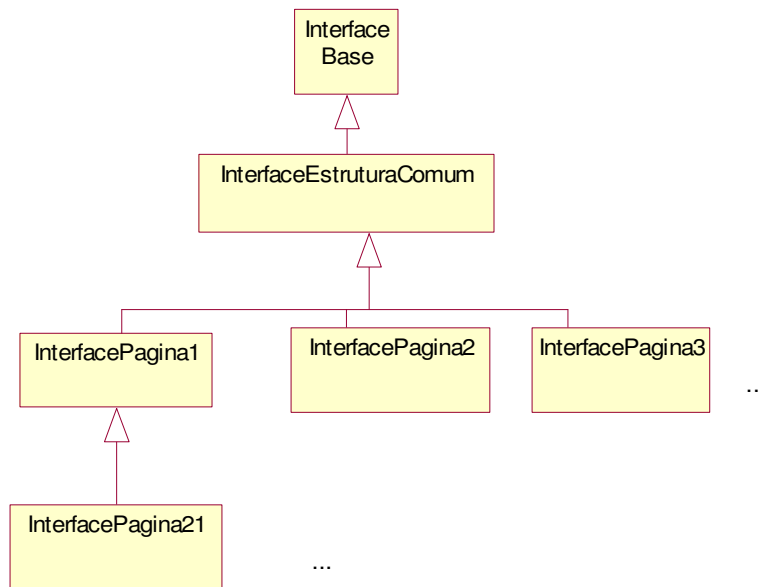 Interface
Base
InterfaceEstruturaComum
InterfacePagina1
InterfacePagina2
InterfacePagina3
..
InterfacePagina21
...